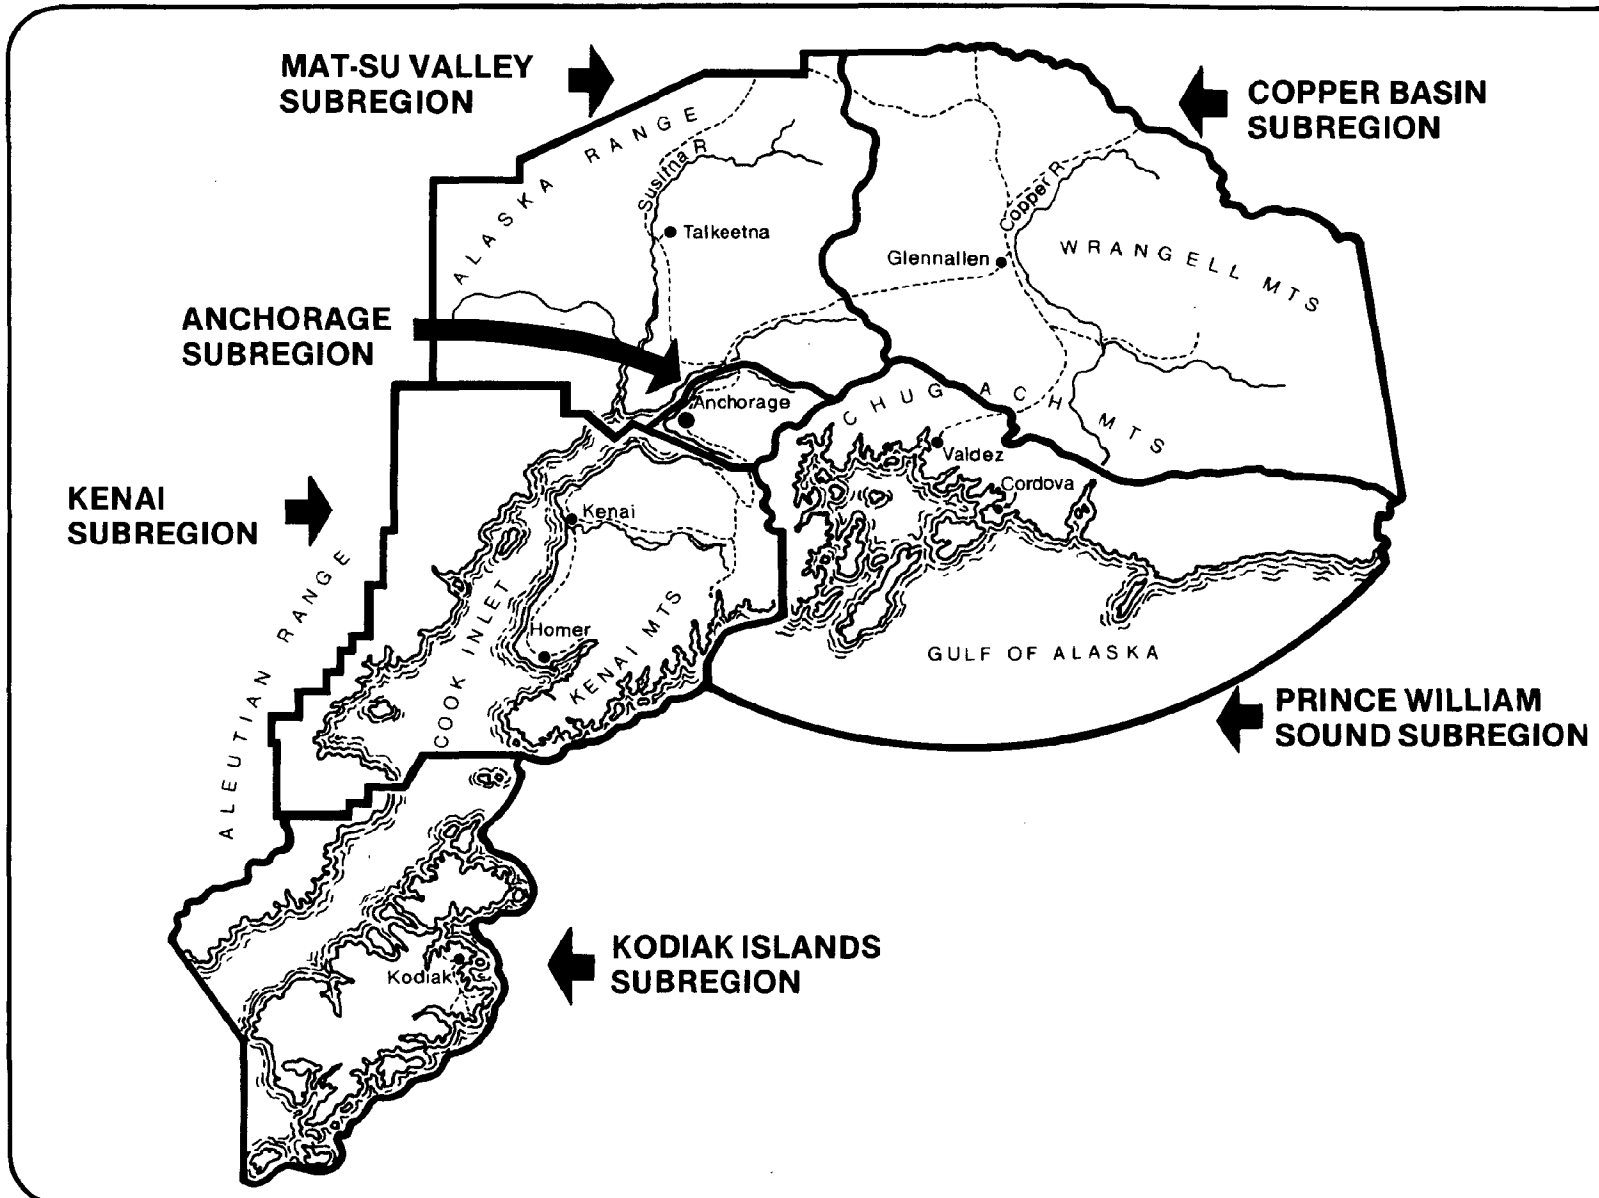 MAT-SU VALLEY
SUBREGION
COPPER BASIN
SUBREGION
ALASKA RANGE
Susitna R
Copper R
Talkeetna
Glennallen
WRANGELL MTS
ANCHORAGE
SUBREGION
Anchorage
CHUGACH MTS
Valdez
Cordova
KENAI
SUBREGION
Kenai
ALEUTIAN RANGE
COOK INLET
Homer
KENAI MTS
GULF OF ALASKA
PRINCE WILLIAM
SOUND SUBREGION
KODIAK ISLANDS
SUBREGION
Kodiak